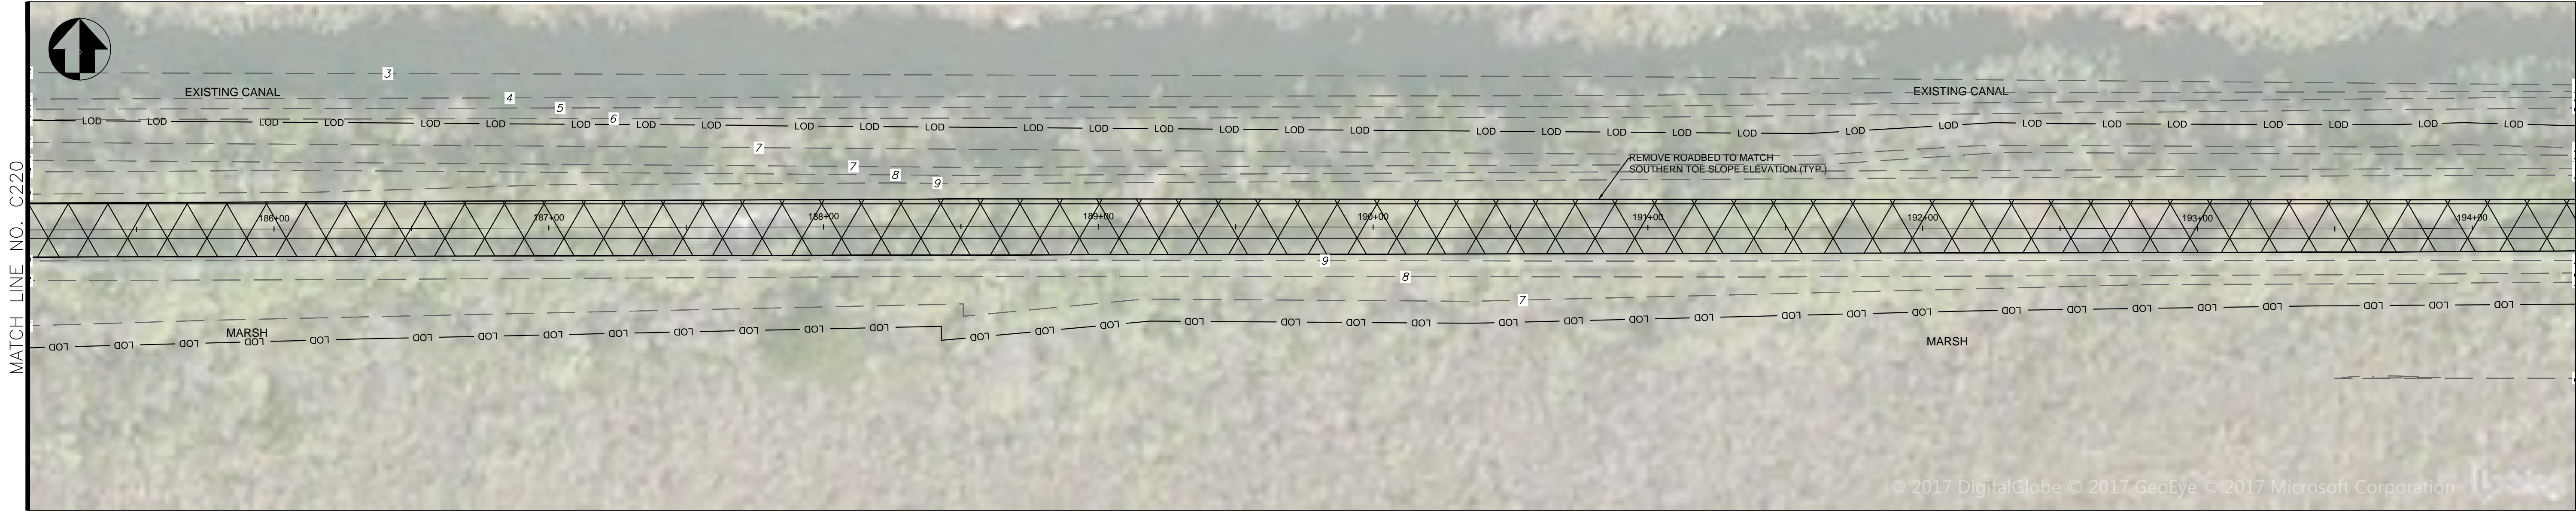 MATCH LINE NO. C220
3
EXISTING CANAL
EXISTING CANAL
4
5
6
LOD LOD LOD LOD LOD LOD LOD LOD LOD LOD LOD LOD LOD LOD LOD LOD LOD LOD LOD LOD LOD LOD LOD LOD LOD LOD LOD LOD LOD LOD LOD LOD
7
7
8
9
REMOVE ROADBED TO MATCH
SOUTHERN TOE SLOPE ELEVATION (TYP.)
186+00 187+00 188+00 189+00 190+00 191+00 192+00 193+00 194+00
9
8
7
LOD LOD LOD LOD LOD LOD LOD LOD LOD LOD LOD LOD LOD LOD LOD LOD LOD LOD LOD LOD LOD LOD LOD LOD LOD LOD LOD LOD LOD LOD LOD LOD LOD LOD LOD
MARSH
MARSH
© 2017 DigitalGlobe © 2017 GeoEye © 2017 Microsoft Corporation